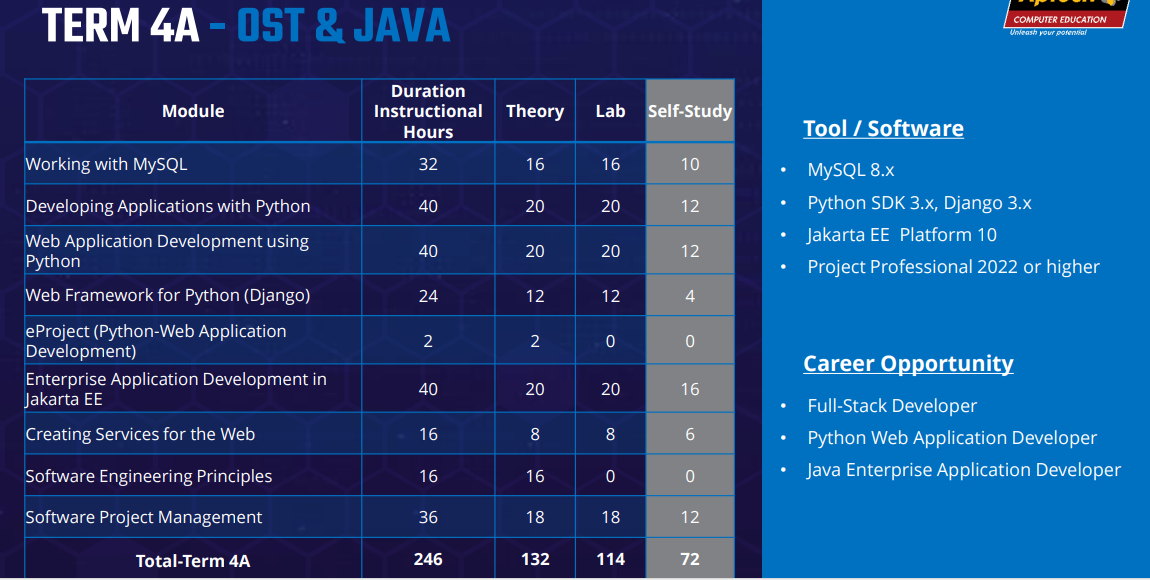 TERM 4A – OST & JAVA
COMPUTER EDUCATION
Unleash your potential
Module
Duration
Instructional
Hours
Theory
Lab
Self-Study
Working with MySQL 32 16 16 10
Developing Applications with Python 40 20 20 12
Web Application Development using
Python
40 20 20 12
Web Framework for Python (Django) 24 12 12 4
eProject (Python-Web Application
Development)
2 2 0 0
Enterprise Application Development in
Jakarta EE
40 20 20 16
Creating Services for the Web 16 8 8 6
Software Engineering Principles 16 16 0 0
Software Project Management 36 18 18 12
Total-Term 4A 246 132 114 72
Tool / Software
• MySQL 8.x
• Python SDK 3.x, Django 3.x
• Jakarta EE Platform 10
• Project Professional 2022 or higher
Career Opportunity
• Full-Stack Developer
• Python Web Application Developer
• Java Enterprise Application Developer